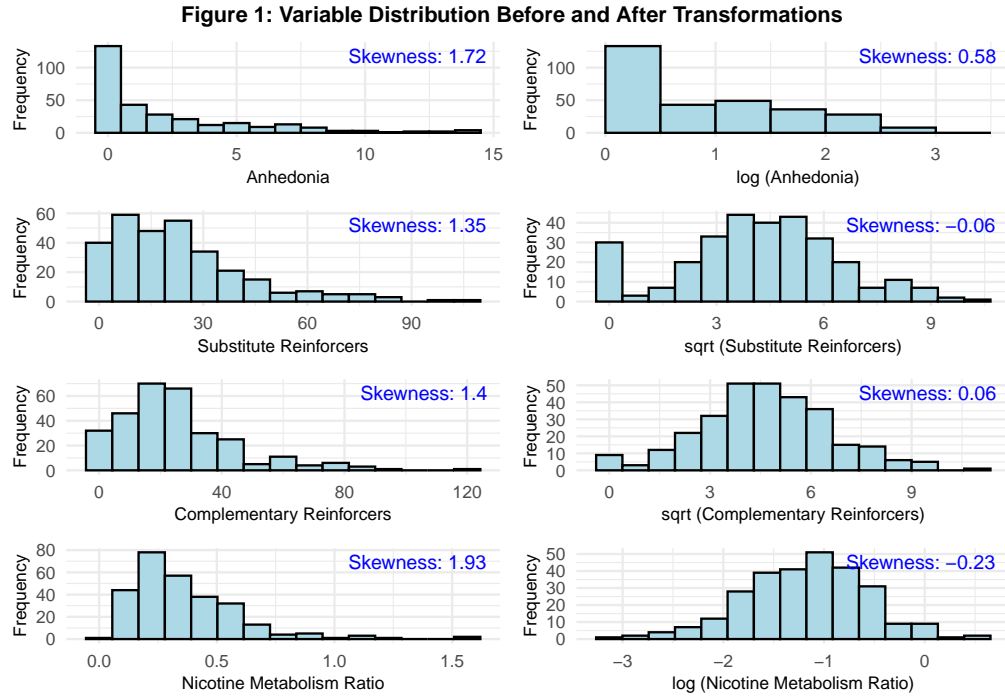 Figure 1: Variable Distribution Before and After Transformations
Frequency
100
50
0
Skewness: 1.72
0 5 10 15
Anhedonia
Frequency
100
50
0
Skewness: 0.58
0 1 2 3
log (Anhedonia)
Frequency
60
40
20
0
Skewness: 1.35
0 30 60 90
Substitute Reinforcers
Frequency
40
30
20
10
0
Skewness: −0.06
0 3 6 9
sqrt (Substitute Reinforcers)
Frequency
60
40
20
0
Skewness: 1.4
0 40 80 120
Complementary Reinforcers
Frequency
50
40
30
20
10
0
Skewness: 0.06
0 3 6 9
sqrt (Complementary Reinforcers)
Frequency
80
60
40
20
0
Skewness: 1.93
0.0 0.5 1.0 1.5
Nicotine Metabolism Ratio
Frequency
50
40
30
20
10
0
Skewness: −0.23
−3 −2 −1 0
log (Nicotine Metabolism Ratio)